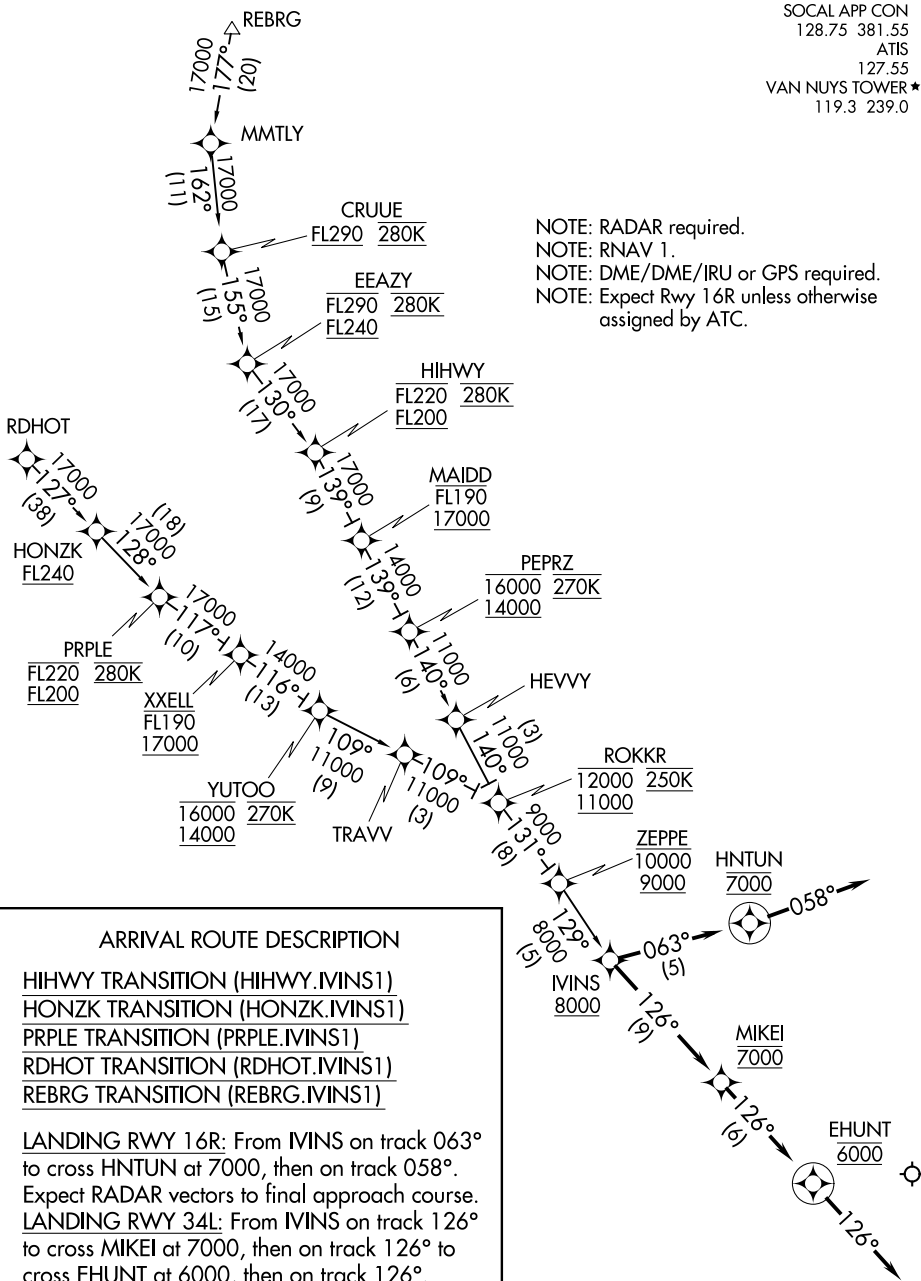 SOCAL APP CON
128.75 381.55
ATIS
127.55
VAN NUYS TOWER★
119.3 239.0
REBRG
17000
177°
(20)
MMTLY
17000
162°
(11)
CRUUE
FL290 280K
17000
155°
(15)
EEAZY
FL290 280K
FL240
NOTE: RADAR required.
NOTE: RNAV 1.
NOTE: DME/DME/IRU or GPS required.
NOTE: Expect Rwy 16R unless otherwise
assigned by ATC.
17000
130°
(17)
HIHWY
FL220 280K
FL200
17000
139°
(9)
MAIDD
FL190
17000
14000
139°
(12)
PEPRZ
16000 270K
14000
11000
140°
(6)
HEVVY
(3)
11000
140°
RDHOT
17000
127°
(38)
HONZK
FL240
(18)
17000
128°
PRPLE
FL220 280K
FL200
17000
117°
(10)
XXELL
FL190
17000
14000
116°
(13)
YUTOO
16000 270K
14000
109°
11000
(9)
TRAVV
109°
11000
(3)
ROKKR
12000 250K
11000
9000
131°
(8)
ZEPPE
10000
9000
129°
8000
(5)
IVINS
8000
HNTUN
7000
063°
(5)
058°
126°
(9)
MIKEI
7000
126°
(6)
EHUNT
6000
126°
ARRIVAL ROUTE DESCRIPTION
HIHWY TRANSITION (HIHWY.IVINS1)
HONZK TRANSITION (HONZK.IVINS1)
PRPLE TRANSITION (PRPLE.IVINS1)
RDHOT TRANSITION (RDHOT.IVINS1)
REBRG TRANSITION (REBRG.IVINS1)
LANDING RWY 16R: From IVINS on track 063°
to cross HNTUN at 7000, then on track 058°.
Expect RADAR vectors to final approach course.
LANDING RWY 34L: From IVINS on track 126°
to cross MIKEI at 7000, then on track 126° to
cross EHUNT at 6000, then on track 126°.